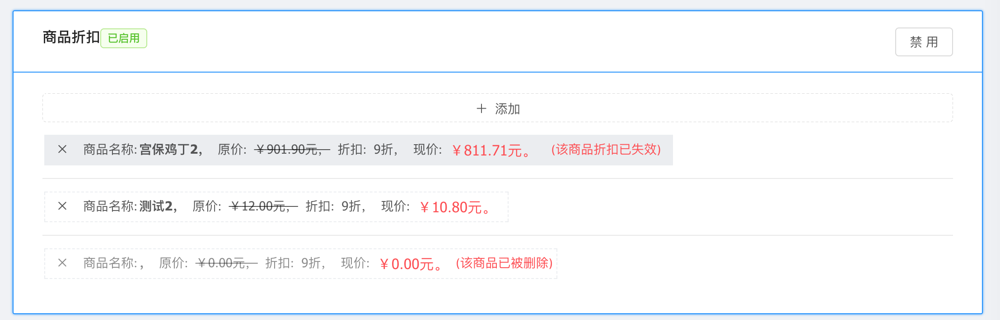 商品折扣 已启用 禁 用
+ 添加
× 商品名称: 宫保鸡丁2， 原价: ￥901.90元， 折扣: 9折， 现价: ￥811.71元。 (该商品折扣已失效)
× 商品名称: 测试2， 原价: ￥12.00元， 折扣: 9折， 现价: ￥10.80元。
× 商品名称: ， 原价: ￥0.00元， 折扣: 9折， 现价: ￥0.00元。 (该商品已被删除)